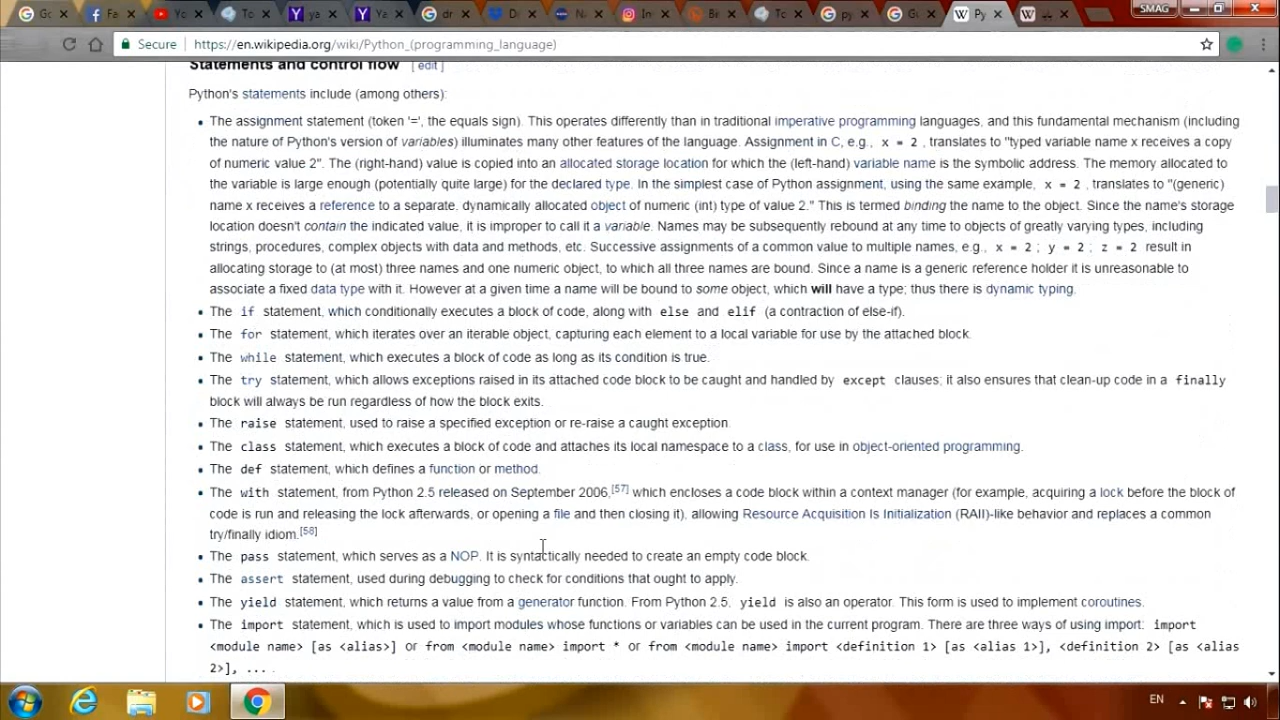 Go
Fa
Yo
To
ya
Ya
dr
Di
In
To
py
Py
SMAG
Secure https://en.wikipedia.org/wiki/Python_(programming_language)
Statements and control flow [ edit ]
Python's statements include (among others):
The assignment statement (token '=', the equals sign). This operates differently than in traditional imperative programming languages, and this fundamental mechanism (including
the nature of Python's version of variables) illuminates many other features of the language. Assignment in C, e.g., x = 2 , translates to "typed variable name x receives a copy
of numeric value 2". The (right-hand) value is copied into an allocated storage location for which the (left-hand) variable name is the symbolic address. The memory allocated to
the variable is large enough (potentially quite large) for the declared type. In the simplest case of Python assignment, using the same example, x = 2 , translates to "(generic)
name x receives a reference to a separate, dynamically allocated object of numeric (int) type of value 2." This is termed binding the name to the object. Since the name's storage
location doesn't contain the indicated value, it is improper to call it a variable. Names may be subsequently rebound at any time to objects of greatly varying types, including
strings, procedures, complex objects with data and methods, etc. Successive assignments of a common value to multiple names, e.g., x = 2 ; y = 2 ; z = 2 result in
allocating storage to (at most) three names and one numeric object, to which all three names are bound. Since a name is a generic reference holder it is unreasonable to
associate a fixed data type with it. However at a given time a name will be bound to some object, which will have a type; thus there is dynamic typing.
The if statement, which conditionally executes a block of code, along with else and elif (a contraction of else-if).
The for statement, which iterates over an iterable object, capturing each element to a local variable for use by the attached block.
The while statement, which executes a block of code as long as its condition is true.
The try statement, which allows exceptions raised in its attached code block to be caught and handled by except clauses; it also ensures that clean-up code in a finally
block will always be run regardless of how the block exits.
The raise statement, used to raise a specified exception or re-raise a caught exception.
The class statement, which executes a block of code and attaches its local namespace to a class, for use in object-oriented programming.
The def statement, which defines a function or method.
The with statement, from Python 2.5 released on September 2006,[57] which encloses a code block within a context manager (for example, acquiring a lock before the block of
code is run and releasing the lock afterwards, or opening a file and then closing it), allowing Resource Acquisition Is Initialization (RAII)-like behavior and replaces a common
try/finally idiom.[58]
The pass statement, which serves as a NOP. It is syntactically needed to create an empty code block.
The assert statement, used during debugging to check for conditions that ought to apply.
The yield statement, which returns a value from a generator function. From Python 2.5, yield is also an operator. This form is used to implement coroutines.
The import statement, which is used to import modules whose functions or variables can be used in the current program. There are three ways of using import: import
<module name> [as <alias>] or from <module name> import * or from <module name> import <definition 1> [as <alias 1>], <definition 2> [as <alias
2>], ... .
EN